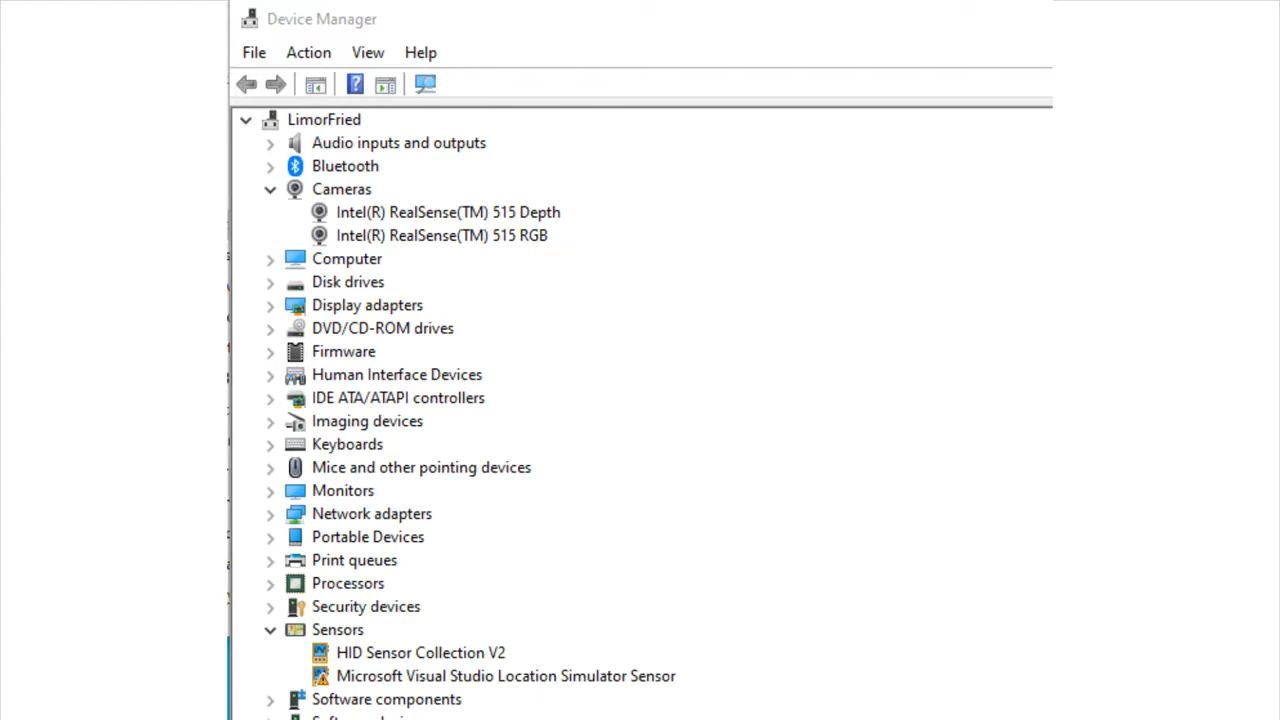 Device Manager
File Action View Help
LimorFried
Audio inputs and outputs
Bluetooth
Cameras
Intel(R) RealSense(TM) 515 Depth
Intel(R) RealSense(TM) 515 RGB
Computer
Disk drives
Display adapters
DVD/CD-ROM drives
Firmware
Human Interface Devices
IDE ATA/ATAPI controllers
Imaging devices
Keyboards
Mice and other pointing devices
Monitors
Network adapters
Portable Devices
Print queues
Processors
Security devices
Sensors
HID Sensor Collection V2
Microsoft Visual Studio Location Simulator Sensor
Software components